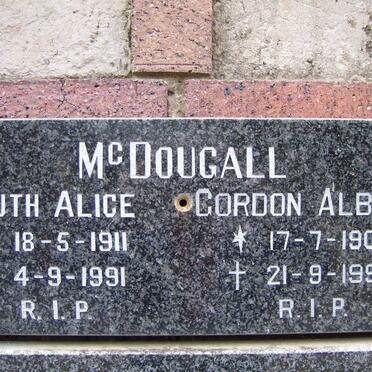 McDOUGALL
UTH ALICE
18-5-1911
4-9-1991
R.I.P
GORDON ALB
* 17-7-190
† 21-9-199
R.I.P.